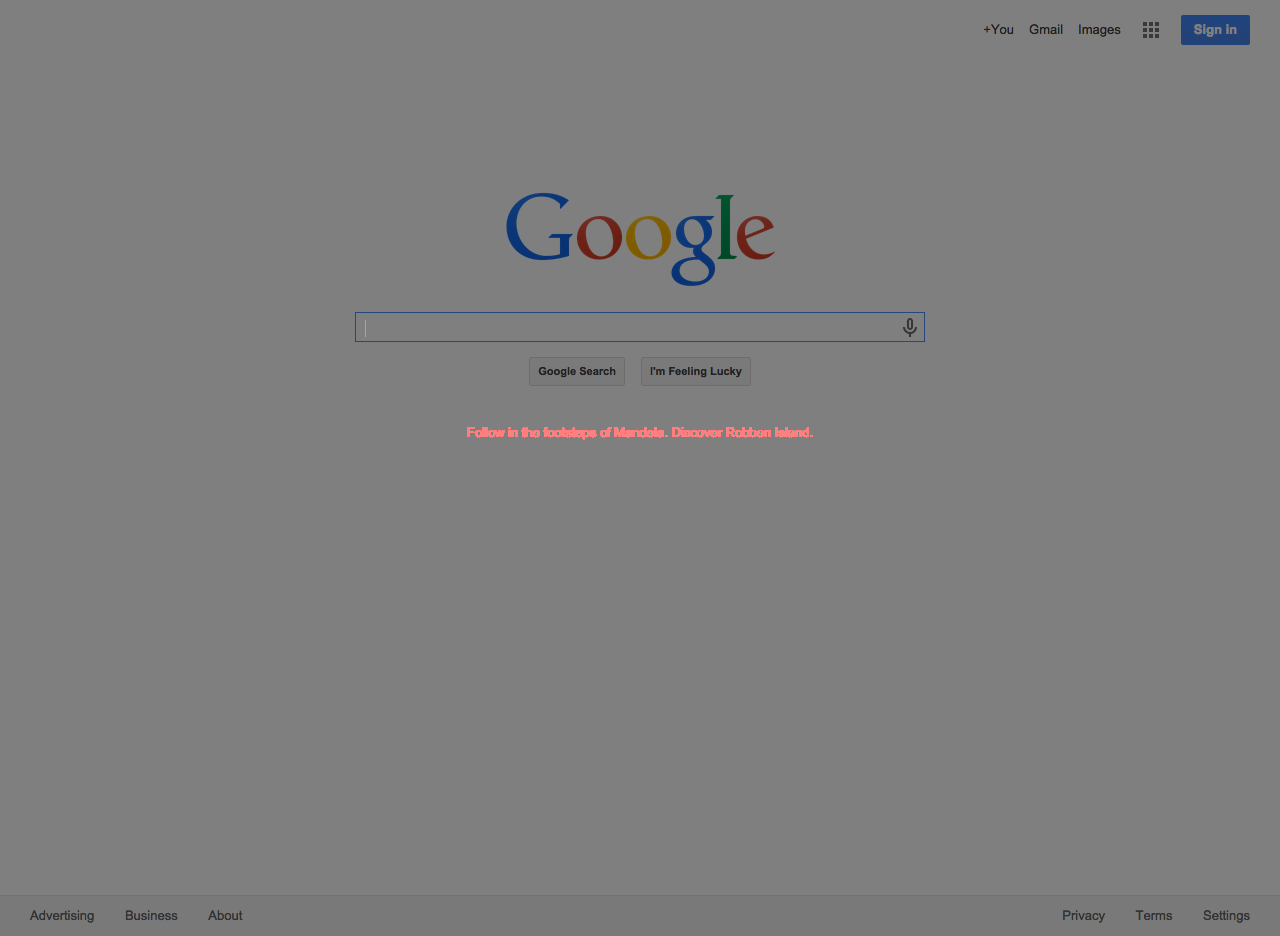 +You Gmail Images Sign in
Google
Google Search I'm Feeling Lucky
Follow in the footsteps of Mandela. Discover Robben Island.
Advertising Business About Privacy Terms Settings